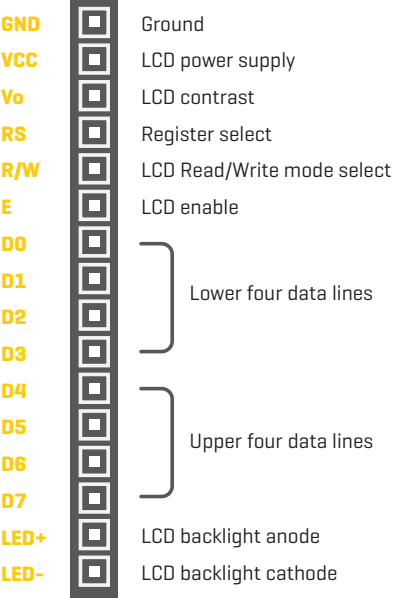 GND Ground
VCC LCD power supply
Vo LCD contrast
RS Register select
R/W LCD Read/Write mode select
E LCD enable
D0
D1
Lower four data lines
D2
D3
D4
D5
Upper four data lines
D6
D7
LED+ LCD backlight anode
LED- LCD backlight cathode